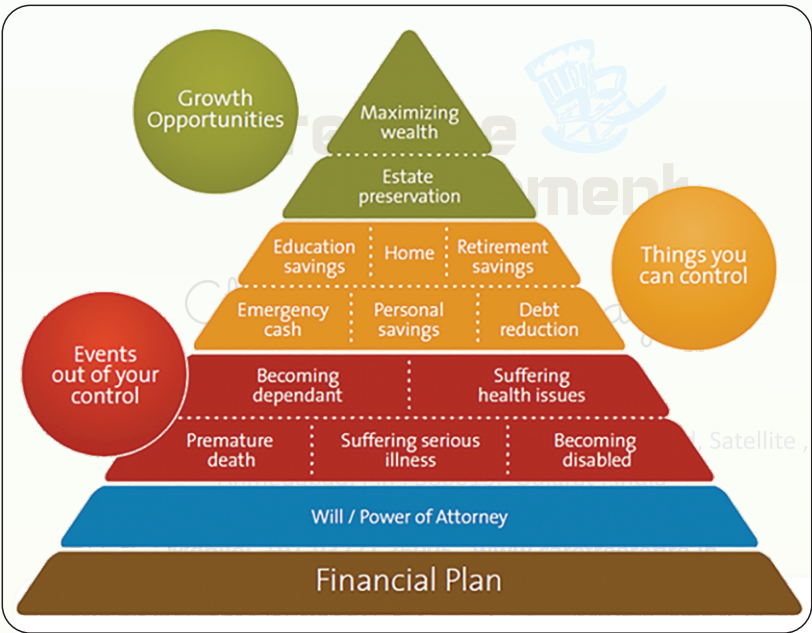 Growth
Opportunities
Maximizing
wealth
Estate
preservation
Education
savings
Home
Retirement
savings
Things you
can control
Emergency
cash
Personal
savings
Debt
reduction
Events
out of your
control
Becoming
dependant
Suffering
health issues
Premature
death
Suffering serious
illness
Becoming
disabled
Satellite ,
Will / Power of Attorney
Financial Plan